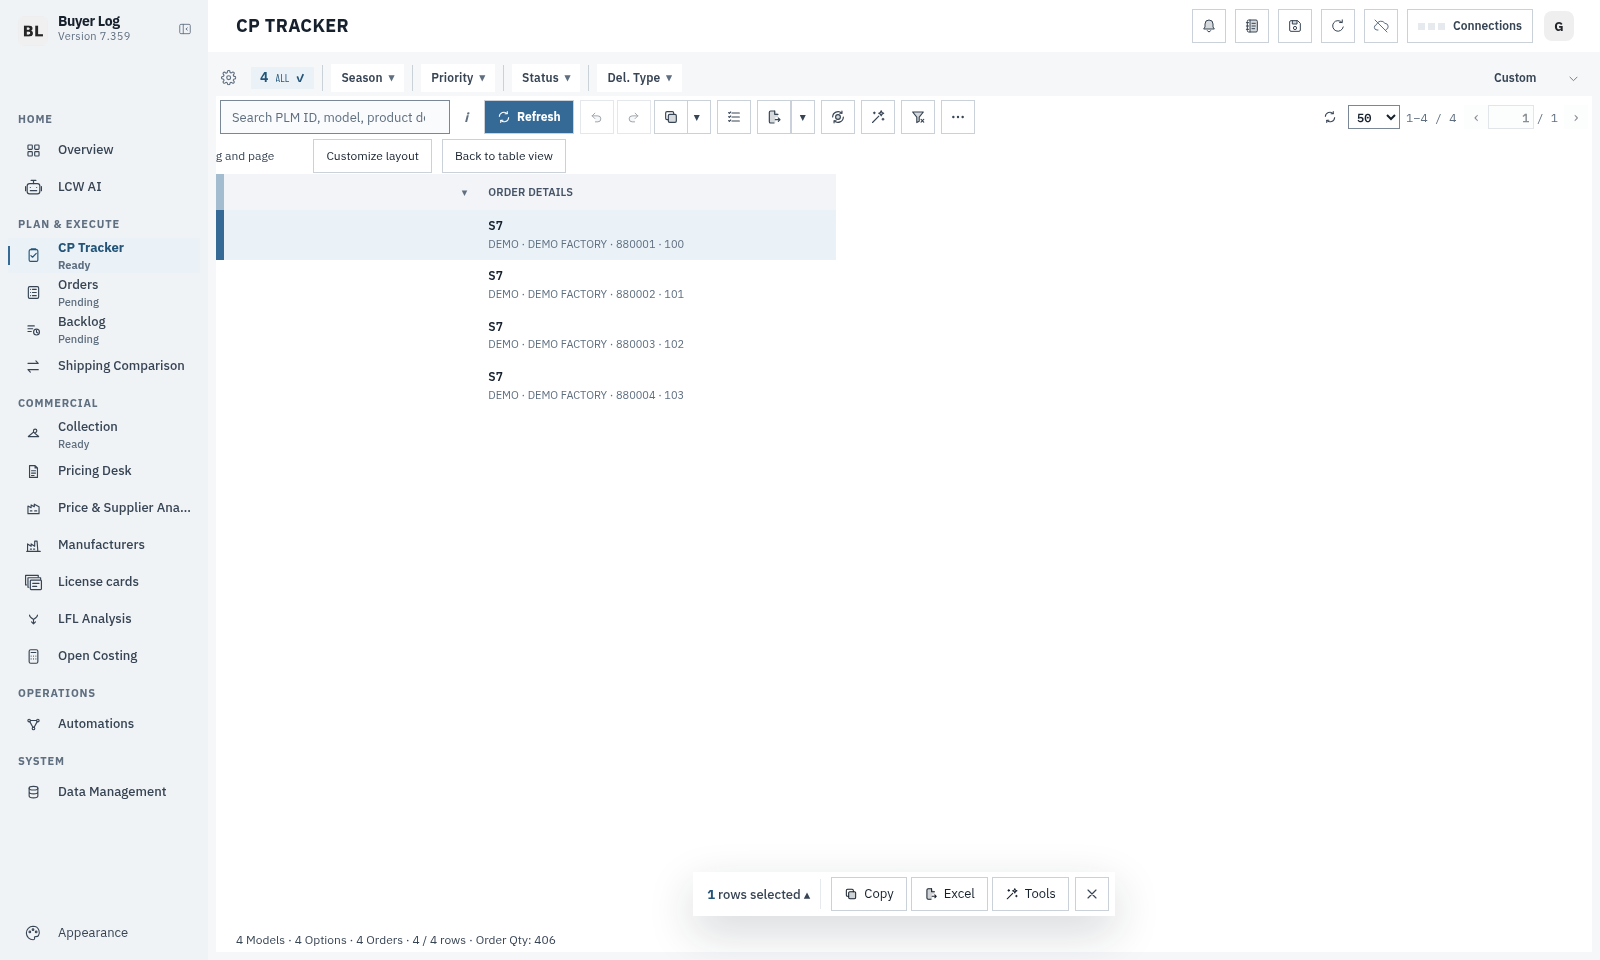 BL
Buyer Log
Version 7.359
CP TRACKER
Connections
G
4 ALL
Season
Priority
Status
Del. Type
Custom
Search PLM ID, model, product d
i
Refresh
50
1–4 / 4
1 / 1
g and page
Customize layout
Back to table view
ORDER DETAILS
S7
DEMO · DEMO FACTORY · 880001 · 100
S7
DEMO · DEMO FACTORY · 880002 · 101
S7
DEMO · DEMO FACTORY · 880003 · 102
S7
DEMO · DEMO FACTORY · 880004 · 103
HOME
Overview
LCW AI
PLAN & EXECUTE
CP Tracker
Ready
Orders
Pending
Backlog
Pending
Shipping Comparison
COMMERCIAL
Collection
Ready
Pricing Desk
Price & Supplier Ana...
Manufacturers
License cards
LFL Analysis
Open Costing
OPERATIONS
Automations
SYSTEM
Data Management
Appearance
1 rows selected
Copy
Excel
Tools
4 Models · 4 Options · 4 Orders · 4 / 4 rows · Order Qty: 406